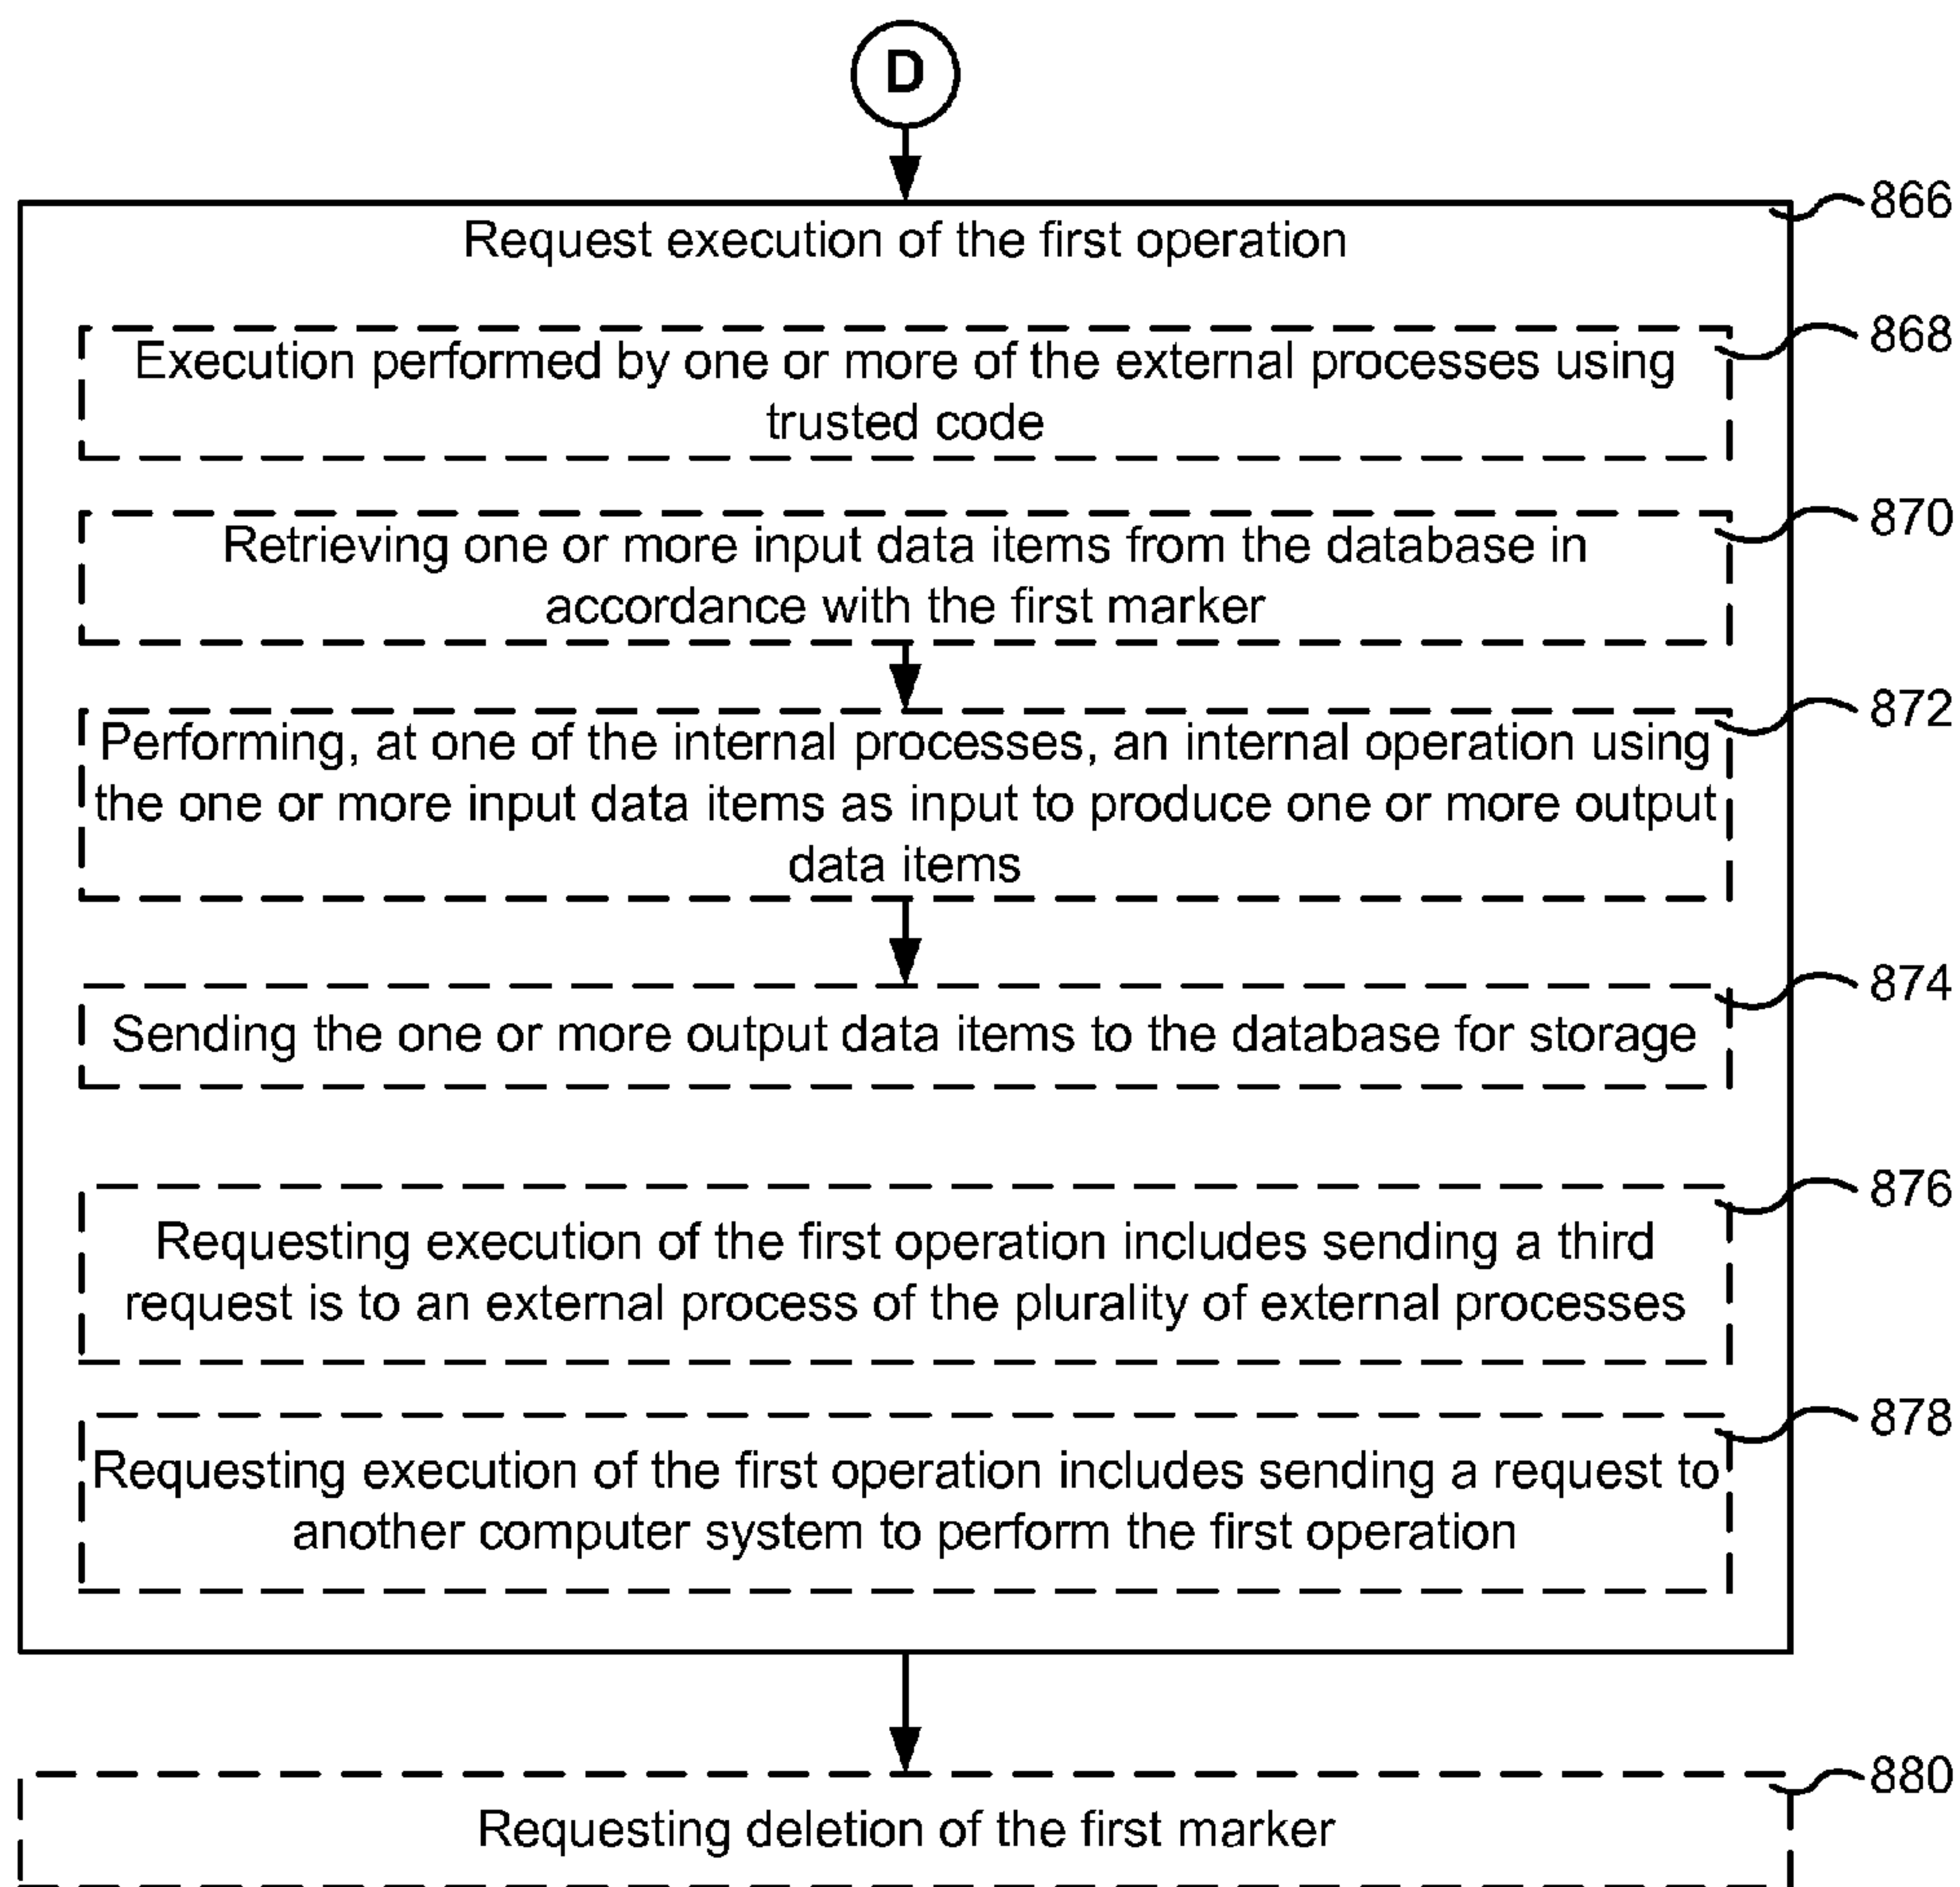 D
866
Request execution of the first operation
868
Execution performed by one or more of the external processes using
trusted code
870
Retrieving one or more input data items from the database in
accordance with the first marker
872
Performing, at one of the internal processes, an internal operation using
the one or more input data items as input to produce one or more output
data items
874
Sending the one or more output data items to the database for storage
876
Requesting execution of the first operation includes sending a third
request is to an external process of the plurality of external processes
878
Requesting execution of the first operation includes sending a request to
another computer system to perform the first operation
880
Requesting deletion of the first marker